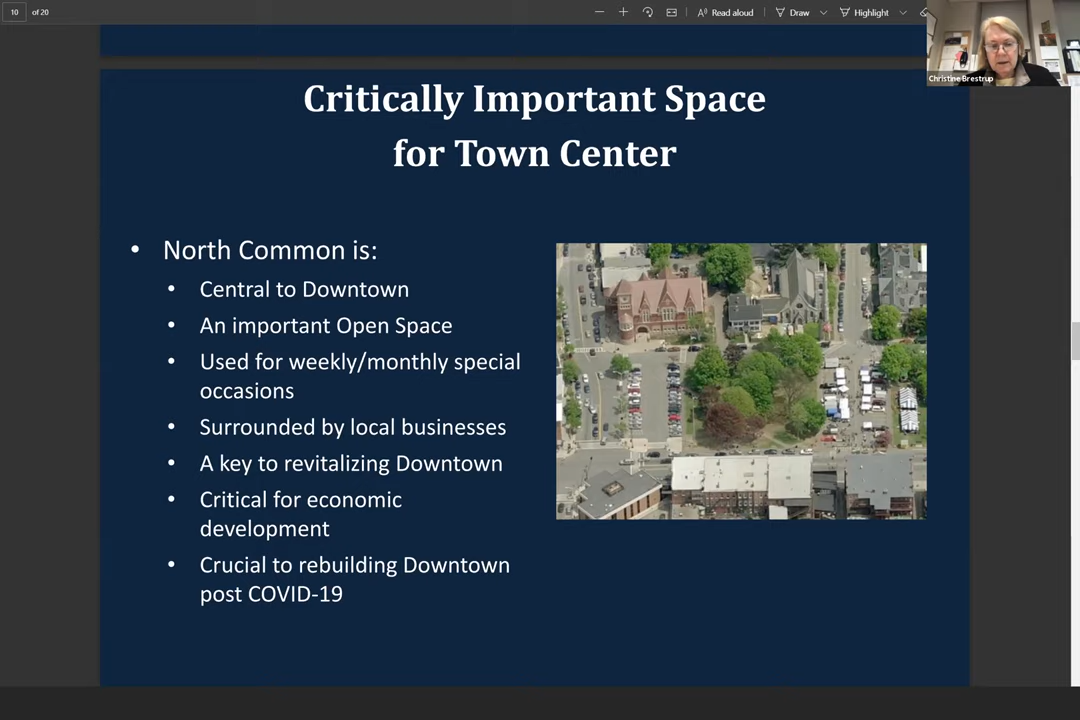 10 of 20
Read aloud
Draw
Highlight
Christine Brestrup
Critically Important Space
for Town Center
• North Common is:
• Central to Downtown
• An important Open Space
• Used for weekly/monthly special
occasions
• Surrounded by local businesses
• A key to revitalizing Downtown
• Critical for economic
development
• Crucial to rebuilding Downtown
post COVID-19